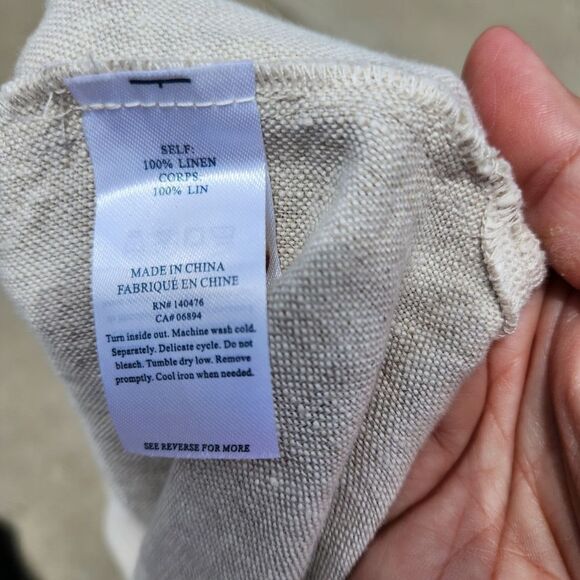 SELF:
100% LINEN
CORPS:
100% LIN
MADE IN CHINA
FABRIQUÉ EN CHINE
RN# 140476
CA# 06894
Turn inside out. Machine wash cold.
Separately. Delicate cycle. Do not
bleach. Tumble dry low. Remove
promptly. Cool iron when needed.
SEE REVERSE FOR MORE